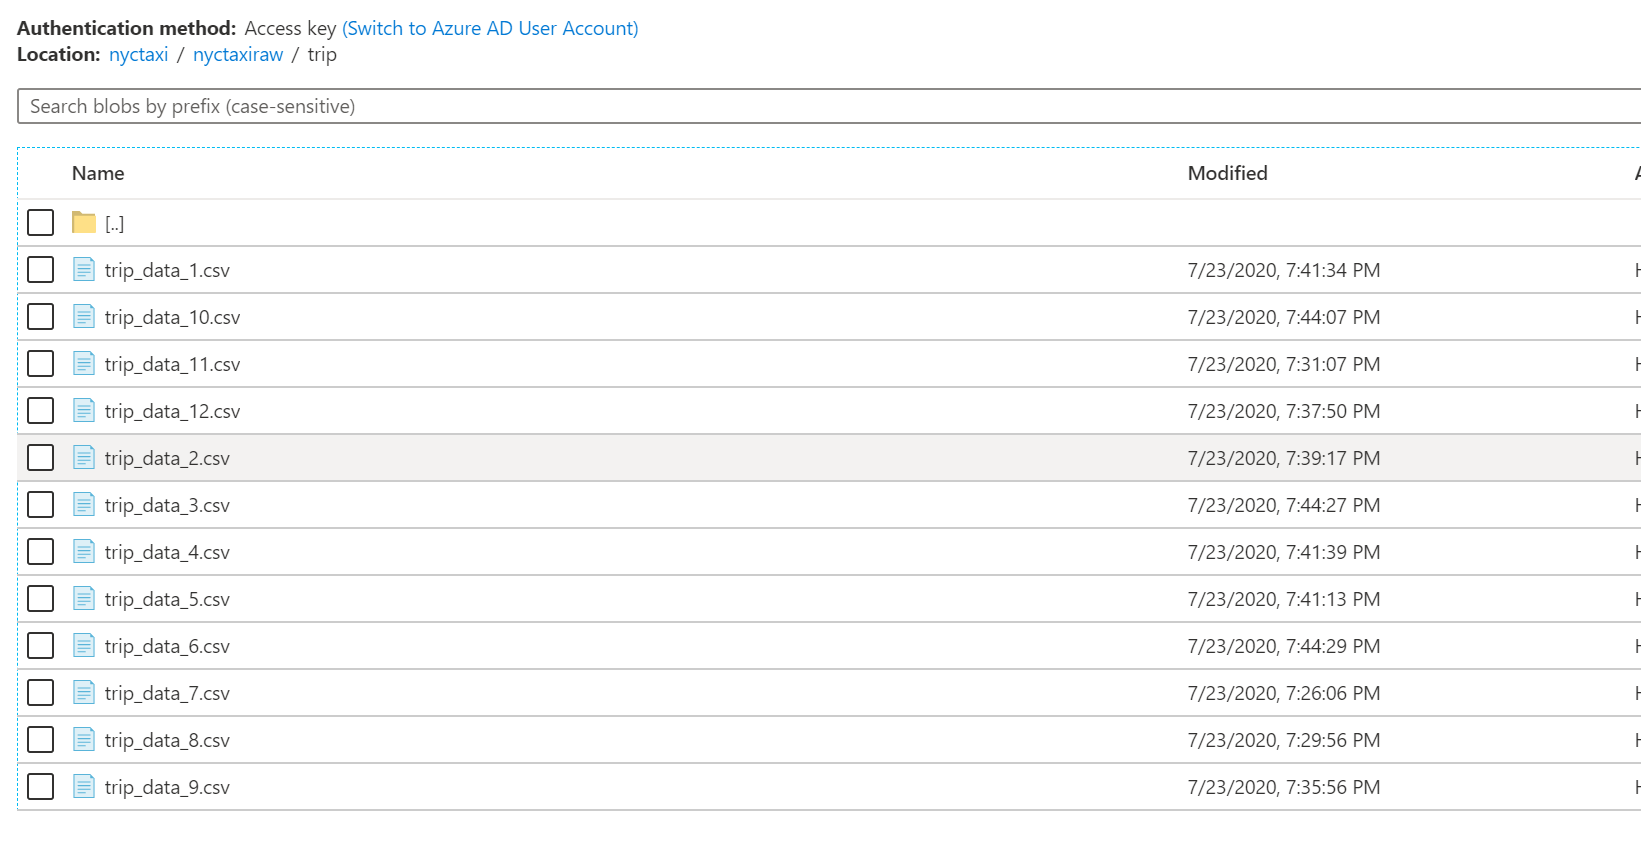 Authentication method: Access key (Switch to Azure AD User Account)
Location: nyctaxi / nyctaxiraw / trip
Search blobs by prefix (case-sensitive)
Name Modified
[..]
trip_data_1.csv 7/23/2020, 7:41:34 PM
trip_data_10.csv 7/23/2020, 7:44:07 PM
trip_data_11.csv 7/23/2020, 7:31:07 PM
trip_data_12.csv 7/23/2020, 7:37:50 PM
trip_data_2.csv 7/23/2020, 7:39:17 PM
trip_data_3.csv 7/23/2020, 7:44:27 PM
trip_data_4.csv 7/23/2020, 7:41:39 PM
trip_data_5.csv 7/23/2020, 7:41:13 PM
trip_data_6.csv 7/23/2020, 7:44:29 PM
trip_data_7.csv 7/23/2020, 7:26:06 PM
trip_data_8.csv 7/23/2020, 7:29:56 PM
trip_data_9.csv 7/23/2020, 7:35:56 PM